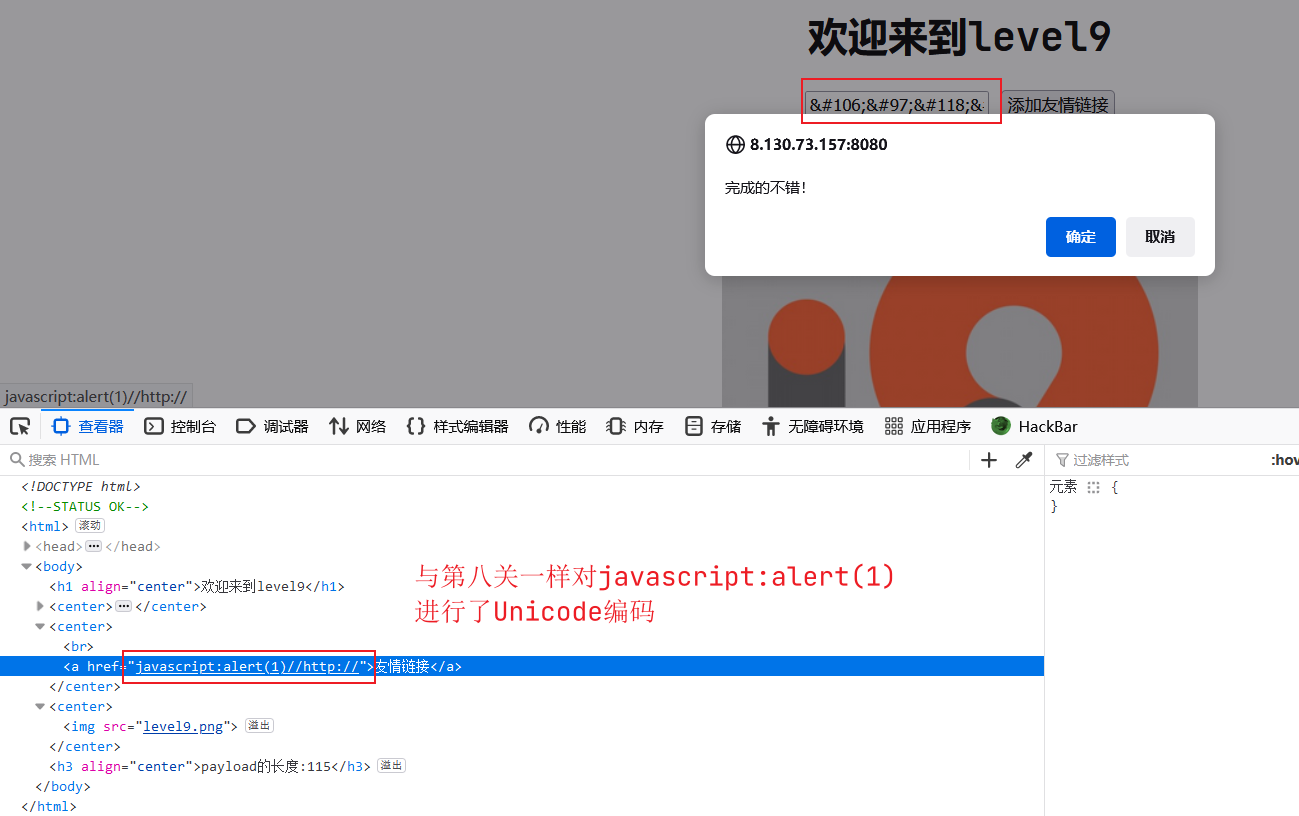 欢迎来到level9
&#106;&#97;&#118;&
添加友情链接
8.130.73.157:8080
完成的不错！
确定 取消
javascript:alert(1)//http://
查看器 控制台 调试器 网络 样式编辑器 性能 内存 存储 无障碍环境 应用程序 HackBar
搜索 HTML
过滤样式 :hov
<!DOCTYPE html>
元素 {
<!--STATUS OK-->
}
<html> 滚动
<head> ••• </head>
<body>
<h1 align="center">欢迎来到level9</h1>
与第八关一样对javascript:alert(1)
<center> ••• </center>
进行了Unicode编码
<center>
<br>
<a href="javascript:alert(1)//http://">友情链接</a>
</center>
<center>
<img src="level9.png"> 溢出
</center>
<h3 align="center">payload的长度:115</h3> 溢出
</body>
</html>